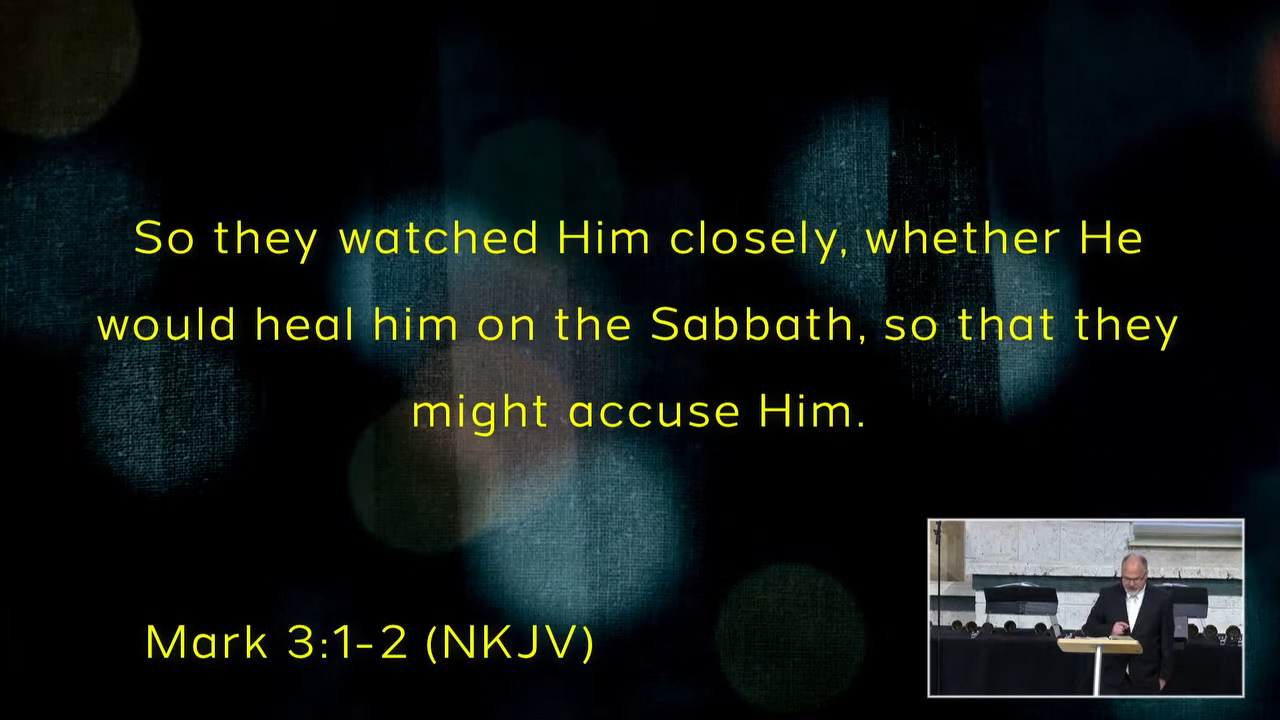 So they watched Him closely, whether He
would heal him on the Sabbath, so that they
might accuse Him.
Mark 3:1-2 (NKJV)